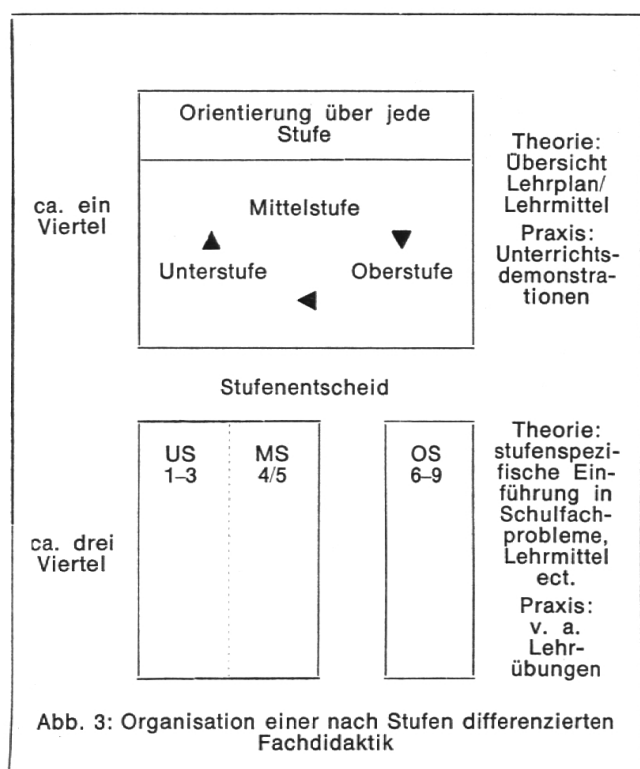 Orientierung über jede
Stufe
ca. ein
Viertel
Mittelstufe
Unterstufe
Oberstufe
Theorie:
Übersicht
Lehrplan/
Lehrmittel
Praxis:
Unterrichts-
demonstra-
tionen
Stufenentscheid
ca. drei
Viertel
US
1–3
MS
4/5
OS
6–9
Theorie:
stufenspezi-
fische Ein-
führung in
Schulfach-
probleme,
Lehrmittel
ect.
Praxis:
v. a.
Lehr-
übungen
Abb. 3: Organisation einer nach Stufen differenzierten
Fachdidaktik